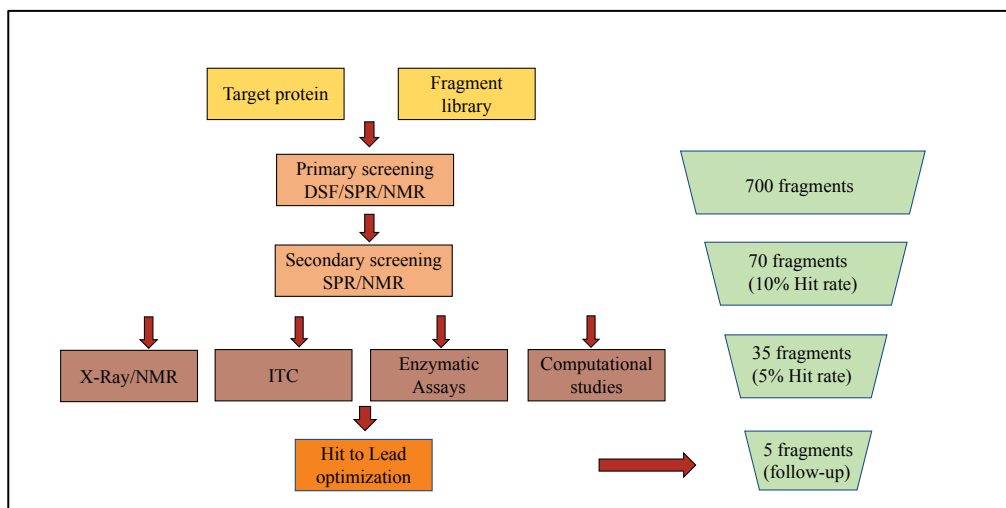 Target protein
Fragment
library
Primary screening
DSF/SPR/NMR
700 fragments
Secondary screening
SPR/NMR
70 fragments
(10% Hit rate)
X-Ray/NMR
ITC
Enzymatic
Assays
Computational
studies
35 fragments
(5% Hit rate)
Hit to Lead
optimization
5 fragments
(follow-up)